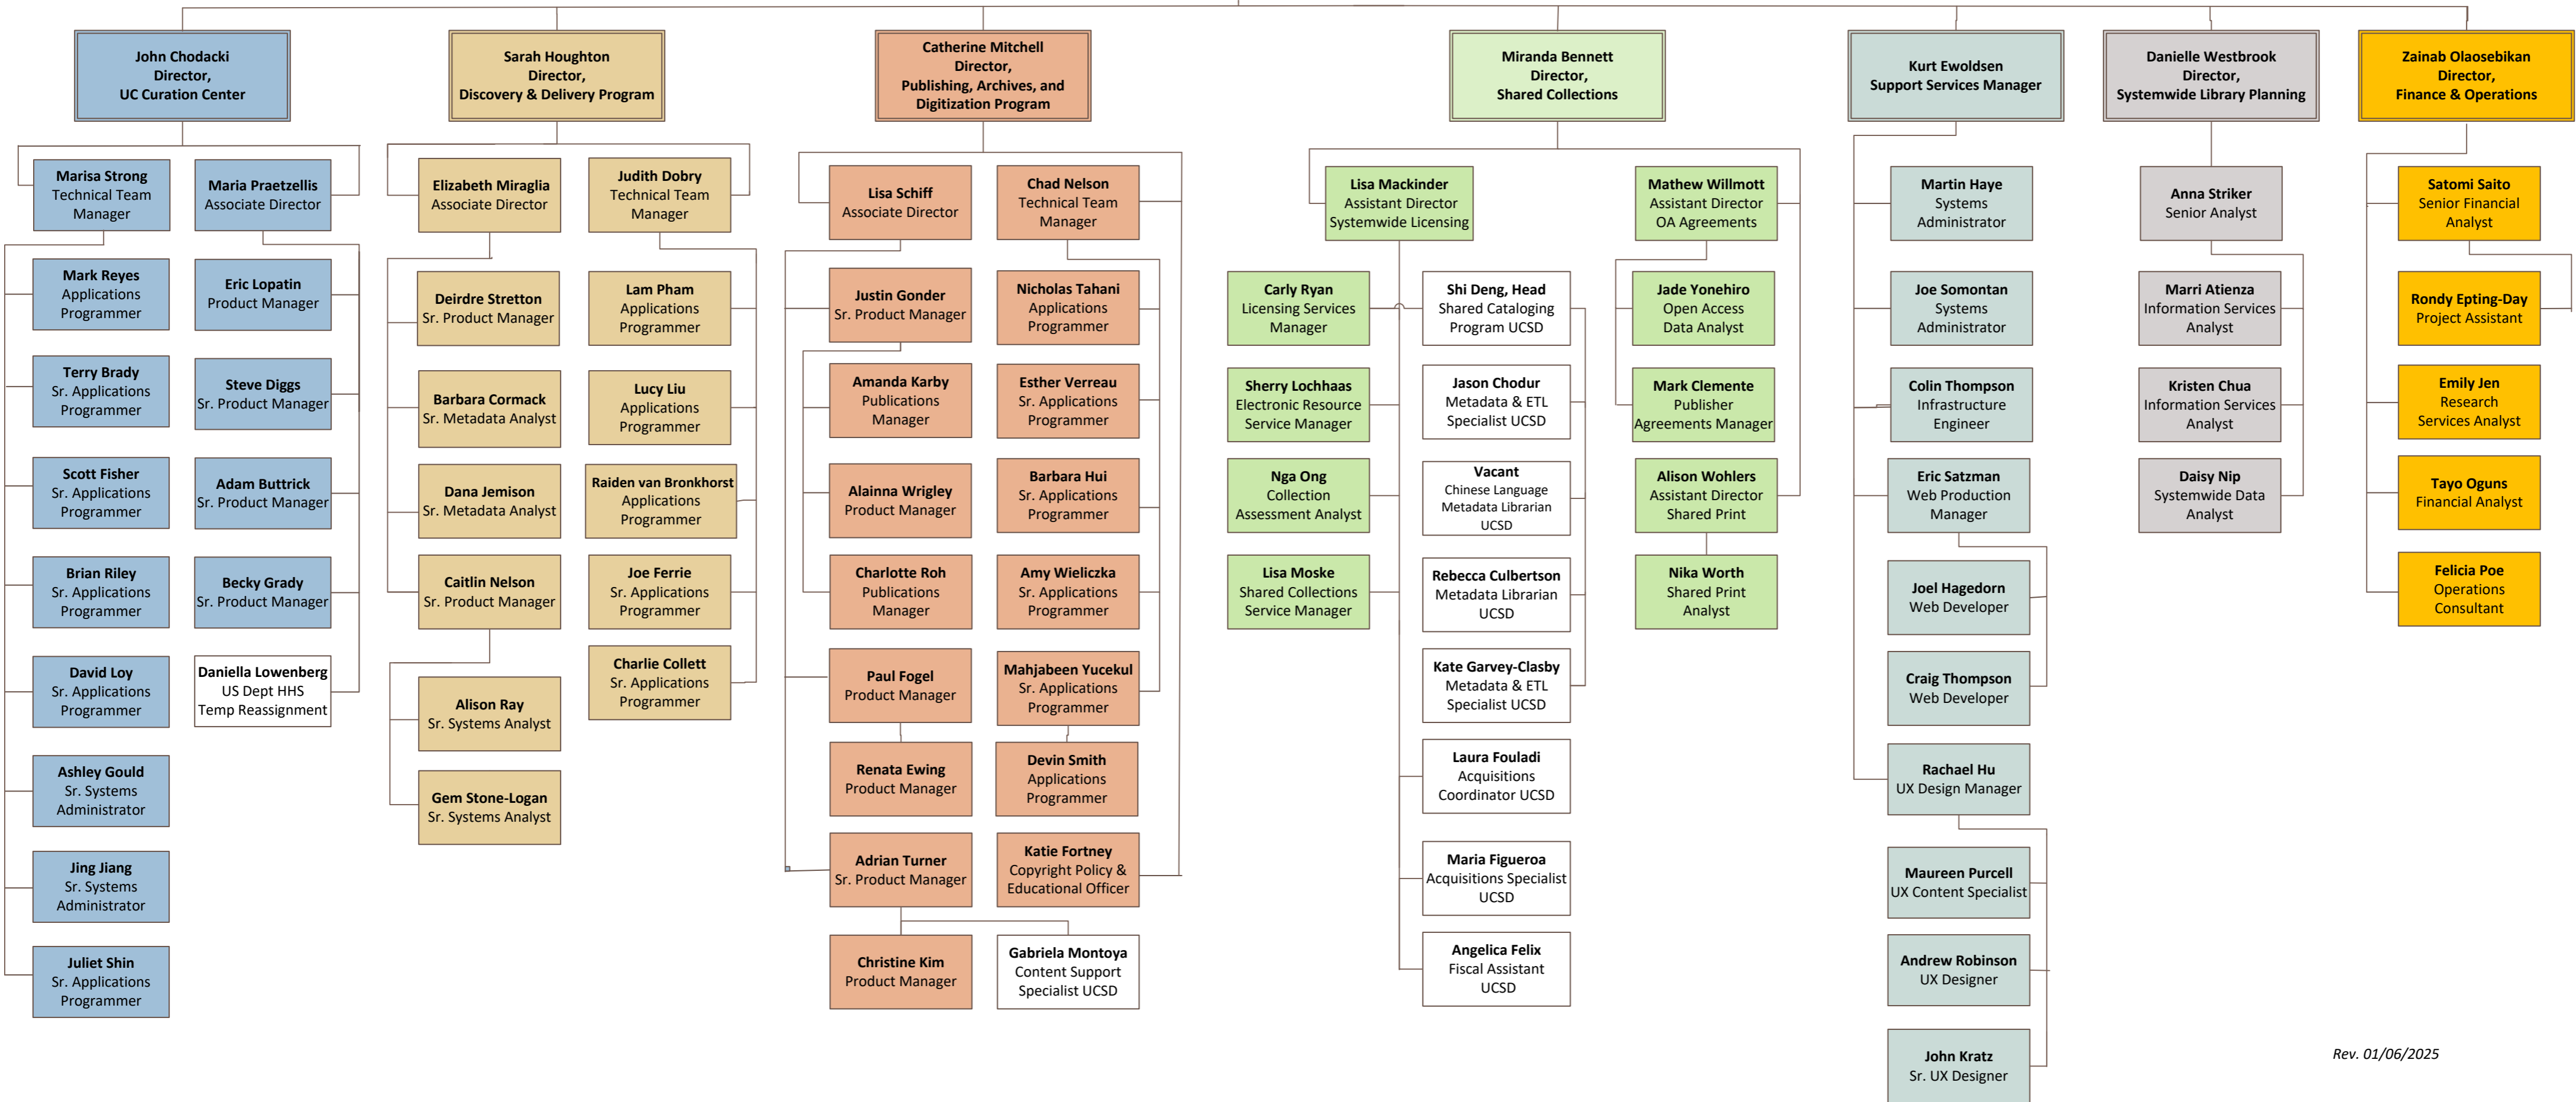 John Chodacki
Director,
UC Curation Center
Marisa Strong
Technical Team
Manager
Maria Praetzellis
Associate Director
Mark Reyes
Applications
Programmer
Eric Lopatin
Product Manager
Terry Brady
Sr. Applications
Programmer
Steve Diggs
Sr. Product Manager
Scott Fisher
Sr. Applications
Programmer
Adam Buttrick
Sr. Product Manager
Brian Riley
Sr. Applications
Programmer
Becky Grady
Sr. Product Manager
David Loy
Sr. Applications
Programmer
Daniella Lowenberg
US Dept HHS
Temp Reassignment
Ashley Gould
Sr. Systems
Administrator
Jing Jiang
Sr. Systems
Administrator
Juliet Shin
Sr. Applications
Programmer
Sarah Houghton
Director,
Discovery & Delivery Program
Elizabeth Miraglia
Associate Director
Judith Dobry
Technical Team
Manager
Deirdre Stretton
Sr. Product Manager
Lam Pham
Applications
Programmer
Barbara Cormack
Sr. Metadata Analyst
Lucy Liu
Applications
Programmer
Dana Jemison
Sr. Metadata Analyst
Raiden van Bronkhorst
Applications
Programmer
Caitlin Nelson
Sr. Product Manager
Joe Ferrie
Sr. Applications
Programmer
Alison Ray
Sr. Systems Analyst
Charlie Collett
Sr. Applications
Programmer
Gem Stone-Logan
Sr. Systems Analyst
Catherine Mitchell
Director,
Publishing, Archives, and
Digitization Program
Lisa Schiff
Associate Director
Chad Nelson
Technical Team
Manager
Justin Gonder
Sr. Product Manager
Nicholas Tahani
Applications
Programmer
Amanda Karby
Publications
Manager
Esther Verreau
Sr. Applications
Programmer
Alainna Wrigley
Product Manager
Barbara Hui
Sr. Applications
Programmer
Charlotte Roh
Publications
Manager
Amy Wieliczka
Sr. Applications
Programmer
Paul Fogel
Product Manager
Mahjabeen Yucekul
Sr. Applications
Programmer
Renata Ewing
Product Manager
Devin Smith
Applications
Programmer
Adrian Turner
Sr. Product Manager
Katie Fortney
Copyright Policy &
Educational Officer
Christine Kim
Product Manager
Gabriela Montoya
Content Support
Specialist UCSD
Miranda Bennett
Director,
Shared Collections
Lisa Mackinder
Assistant Director
Systemwide Licensing
Mathew Willmott
Assistant Director
OA Agreements
Carly Ryan
Licensing Services
Manager
Shi Deng, Head
Shared Cataloging
Program UCSD
Jade Yonehiro
Open Access
Data Analyst
Sherry Lochhaas
Electronic Resource
Service Manager
Jason Chodur
Metadata & ETL
Specialist UCSD
Mark Clemente
Publisher
Agreements Manager
Nga Ong
Collection
Assessment Analyst
Vacant
Chinese Language
Metadata Librarian
UCSD
Alison Wohlers
Assistant Director
Shared Print
Lisa Moske
Shared Collections
Service Manager
Rebecca Culbertson
Metadata Librarian
UCSD
Nika Worth
Shared Print
Analyst
Kate Garvey-Clasby
Metadata & ETL
Specialist UCSD
Laura Fouladi
Acquisitions
Coordinator UCSD
Maria Figueroa
Acquisitions Specialist
UCSD
Angelica Felix
Fiscal Assistant
UCSD
Kurt Ewoldsen
Support Services Manager
Martin Haye
Systems
Administrator
Joe Somontan
Systems
Administrator
Colin Thompson
Infrastructure
Engineer
Eric Satzman
Web Production
Manager
Joel Hagedorn
Web Developer
Craig Thompson
Web Developer
Rachael Hu
UX Design Manager
Maureen Purcell
UX Content Specialist
Andrew Robinson
UX Designer
John Kratz
Sr. UX Designer
Danielle Westbrook
Director,
Systemwide Library Planning
Anna Striker
Senior Analyst
Marri Atienza
Information Services
Analyst
Kristen Chua
Information Services
Analyst
Daisy Nip
Systemwide Data
Analyst
Zainab Olaosebikan
Director,
Finance & Operations
Satomi Saito
Senior Financial
Analyst
Rondy Epting-Day
Project Assistant
Emily Jen
Research
Services Analyst
Tayo Oguns
Financial Analyst
Felicia Poe
Operations
Consultant
Rev. 01/06/2025